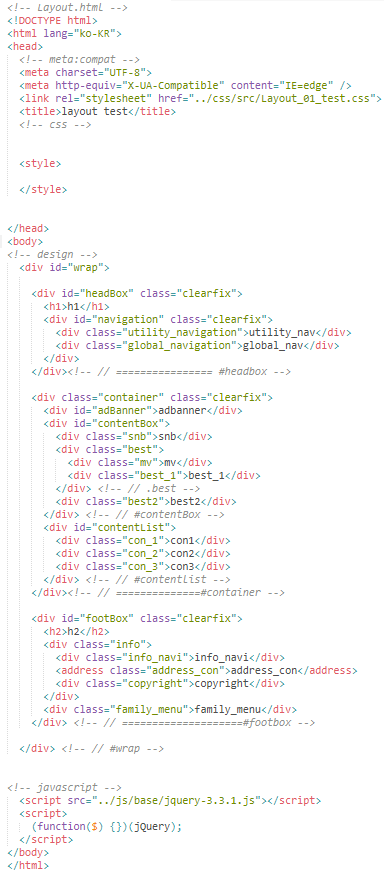 <!-- Layout.html -->
<!DOCTYPE html>
<html lang="ko-KR">
<head>
  <!-- meta:compat -->
  <meta charset="UTF-8">
  <meta http-equiv="X-UA-Compatible" content="IE=edge" />
  <link rel="stylesheet" href="../css/src/Layout_01_test.css">
  <title>layout test</title>
  <!-- css -->
  <style>
  </style>
</head>
<body>
<!-- design -->
  <div id="wrap">
    <div id="headBox" class="clearfix">
      <h1>h1</h1>
      <div id="navigation" class="clearfix">
        <div class="utility_navigation">utility_nav</div>
        <div class="global_navigation">global_nav</div>
      </div>
    </div><!-- // ================ #headbox -->
    <div class="container" class="clearfix">
      <div id="adBanner">adbanner</div>
      <div id="contentBox">
        <div class="snb">snb</div>
        <div class="best">
          <div class="mv">mv</div>
          <div class="best_1">best_1</div>
        </div> <!-- // .best -->
        <div class="best2">best2</div>
      </div> <!-- // #contentBox -->
      <div id="contentList">
        <div class="con_1">con1</div>
        <div class="con_2">con2</div>
        <div class="con_3">con3</div>
      </div> <!-- // #contentlist -->
    </div><!-- // ==============#container -->
    <div id="footBox" class="clearfix">
      <h2>h2</h2>
      <div class="info">
        <div class="info_navi">info_navi</div>
        <address class="address_con">address_con</address>
        <div class="copyright">copyright</div>
      </div>
      <div class="family_menu">family_menu</div>
    </div> <!-- // ====================#footbox -->
  </div> <!-- // #wrap -->
<!-- javascript -->
  <script src="../js/base/jquery-3.3.1.js"></script>
  <script>
    (function($) {})(jQuery);
  </script>
</body>
</html>